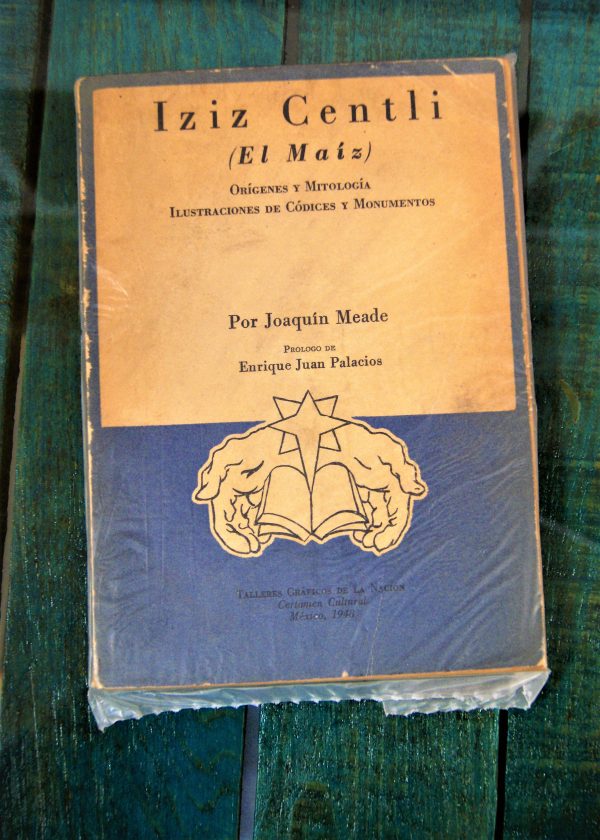 Iziz Centli
(El Maíz)
Orígenes y Mitología
Ilustraciones de Códices y Monumentos
Por Joaquín Meade
Prologo de
Enrique Juan Palacios
Talleres Gráficos de La Nación
Certamen Cultural
México, 1948